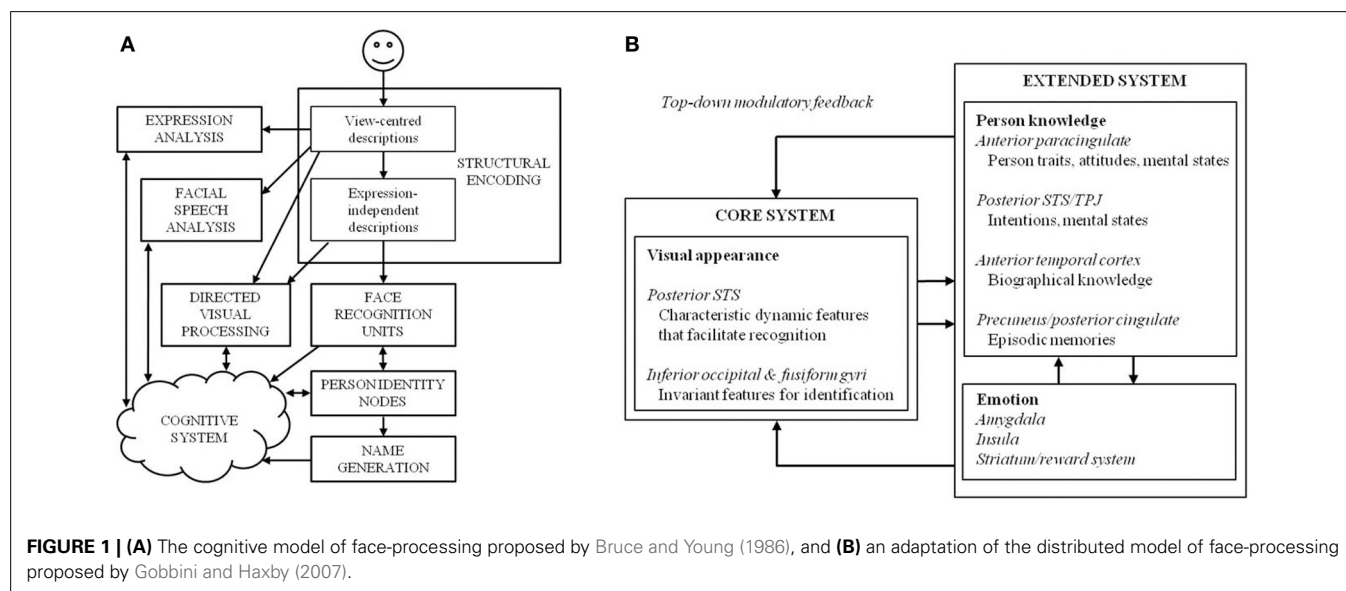 A
EXPRESSION
ANALYSIS
FACIAL
SPEECH
ANALYSIS
View-centred
descriptions
STRUCTURAL
ENCODING
Expression-
independent
descriptions
DIRECTED
VISUAL
PROCESSING
FACE
RECOGNITION
UNITS
PERSON IDENTITY
NODES
COGNITIVE
SYSTEM
NAME
GENERATION
B
Top-down modulatory feedback
CORE SYSTEM
Visual appearance
Posterior STS
Characteristic dynamic features
that facilitate recognition
Inferior occipital & fusiform gyri
Invariant features for identification
EXTENDED SYSTEM
Person knowledge
Anterior paracingulate
Person traits, attitudes, mental states
Posterior STS/TPJ
Intentions, mental states
Anterior temporal cortex
Biographical knowledge
Precuneus/posterior cingulate
Episodic memories
Emotion
Amygdala
Insula
Striatum/reward system
FIGURE 1 | (A) The cognitive model of face-processing proposed by Bruce and Young (1986), and (B) an adaptation of the distributed model of face-processing
proposed by Gobbini and Haxby (2007).